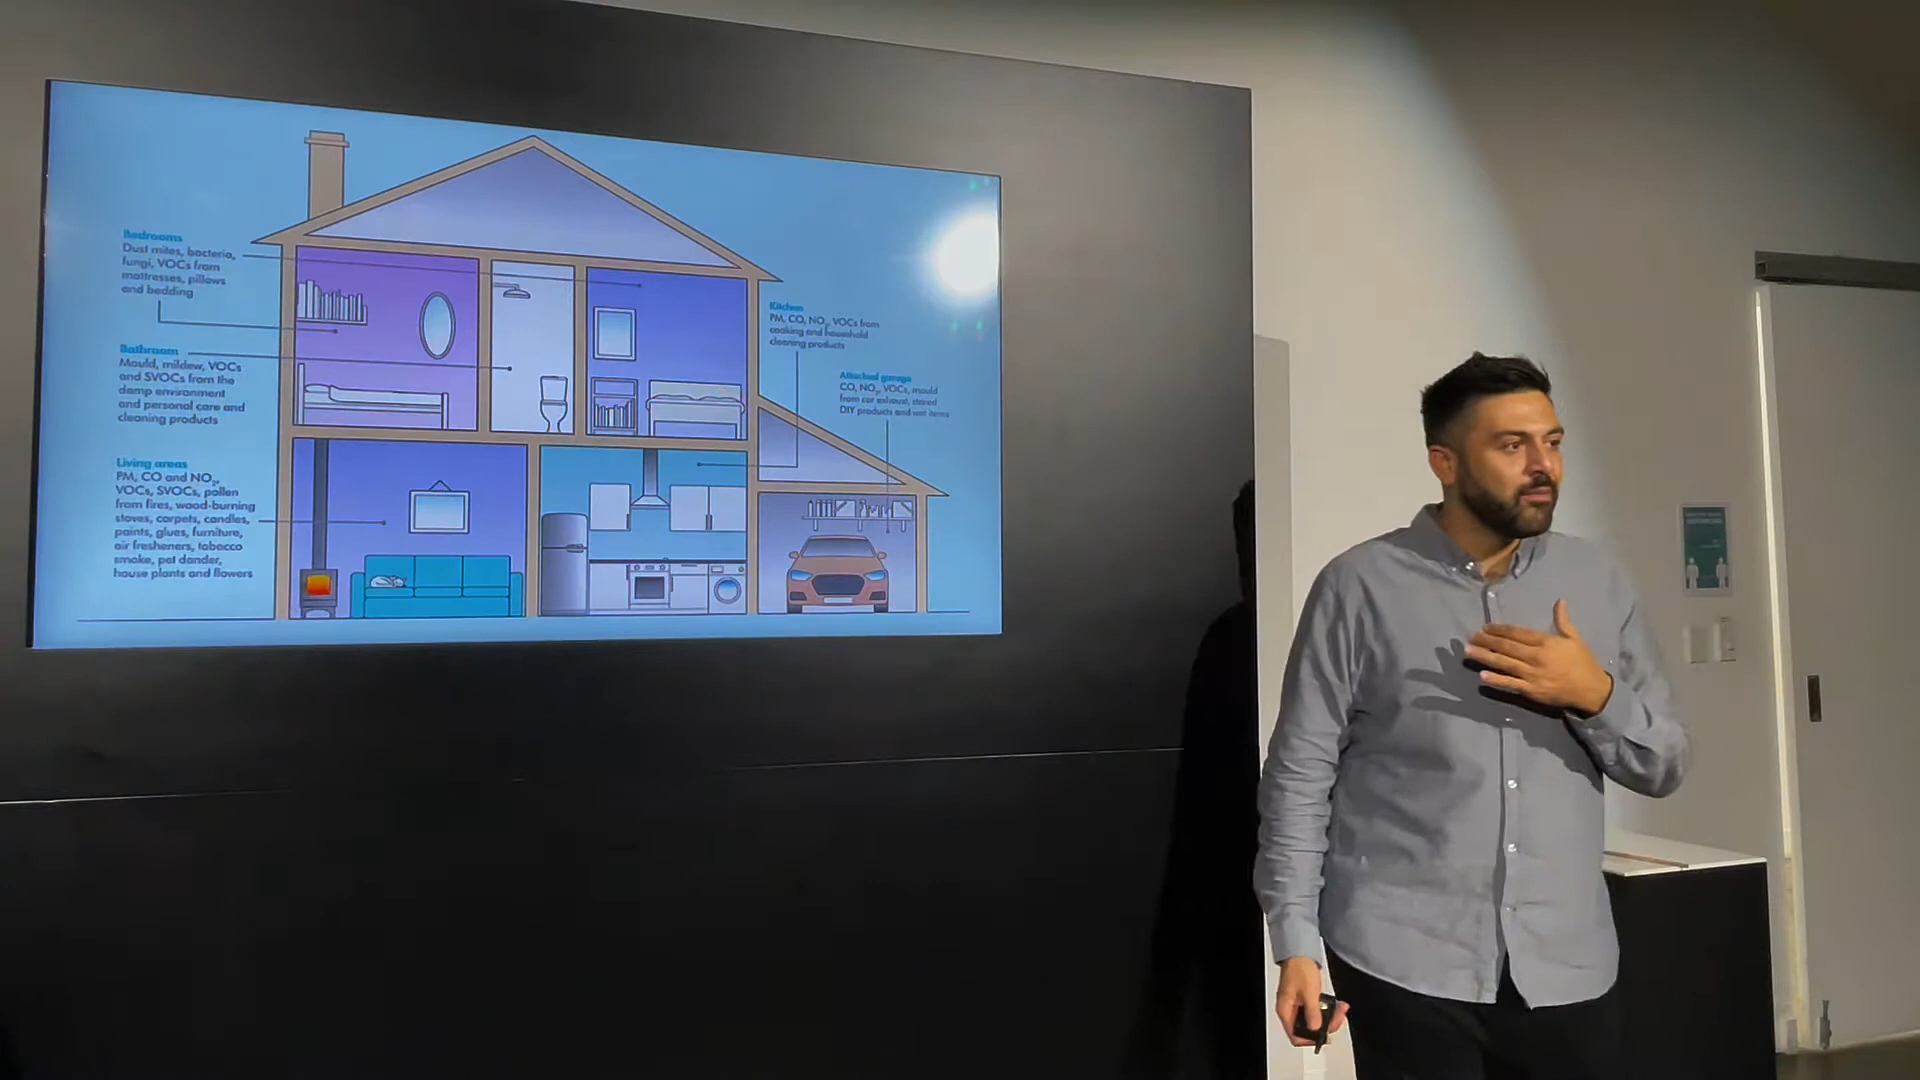 Bedrooms
Dust mites, bacteria,
fungi, VOCs from
mattresses, pillows
and bedding
Bathroom
Mould, mildew, VOCs
and SVOCs from the
damp environment
and personal care and
cleaning products
Living areas
PM, CO and NO₂,
VOCs, SVOCs, pollen
from fires, wood-burning
stoves, carpets, candles,
paints, glues, furniture,
air fresheners, tobacco
smoke, pet dander,
house plants and flowers
Kitchen
PM, CO, NO₂, VOCs from
cooking and household
cleaning products
Attached garage
CO, NO₂, VOCs, mould
from car exhaust, stored
DIY products and wet items